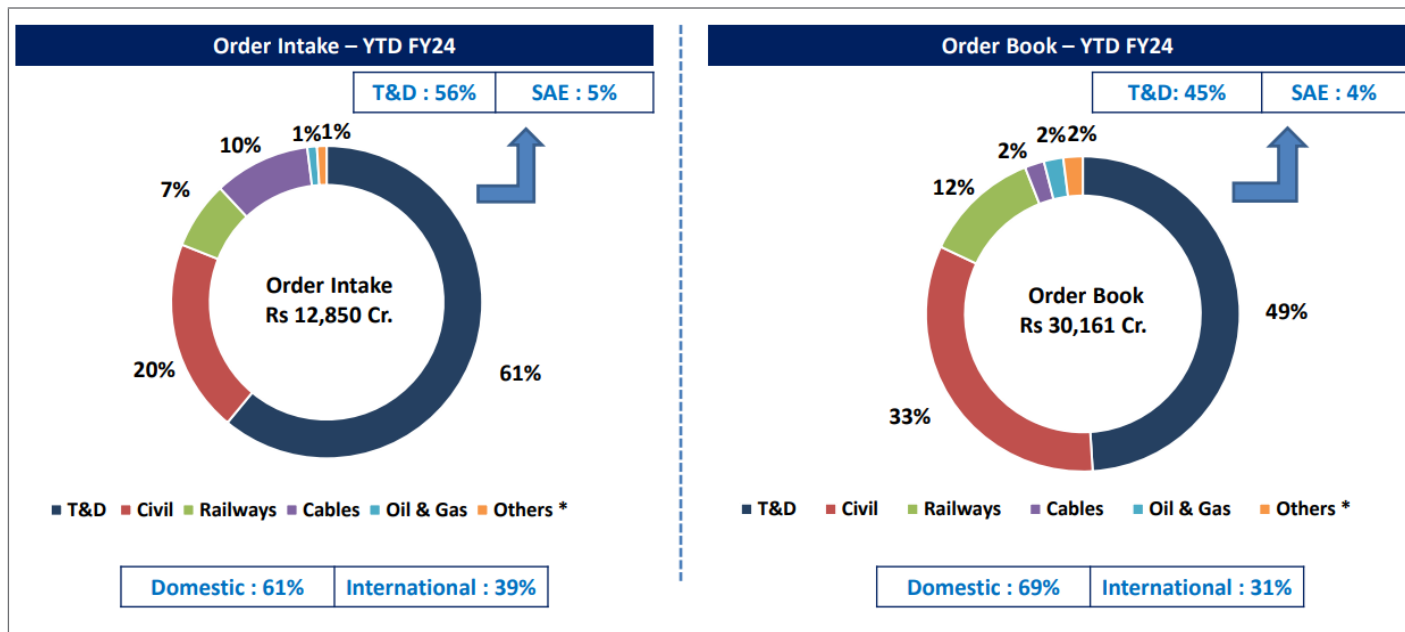 Order Intake – YTD FY24
T&D : 56% SAE : 5%
10%
1%
1%
7%
Order Intake
Rs 12,850 Cr.
20%
61%
T&D Civil Railways Cables Oil & Gas Others *
Domestic : 61% International : 39%
Order Book – YTD FY24
T&D: 45% SAE : 4%
2%
2%
2%
12%
Order Book
Rs 30,161 Cr.
49%
33%
T&D Civil Railways Cables Oil & Gas Others *
Domestic : 69% International : 31%